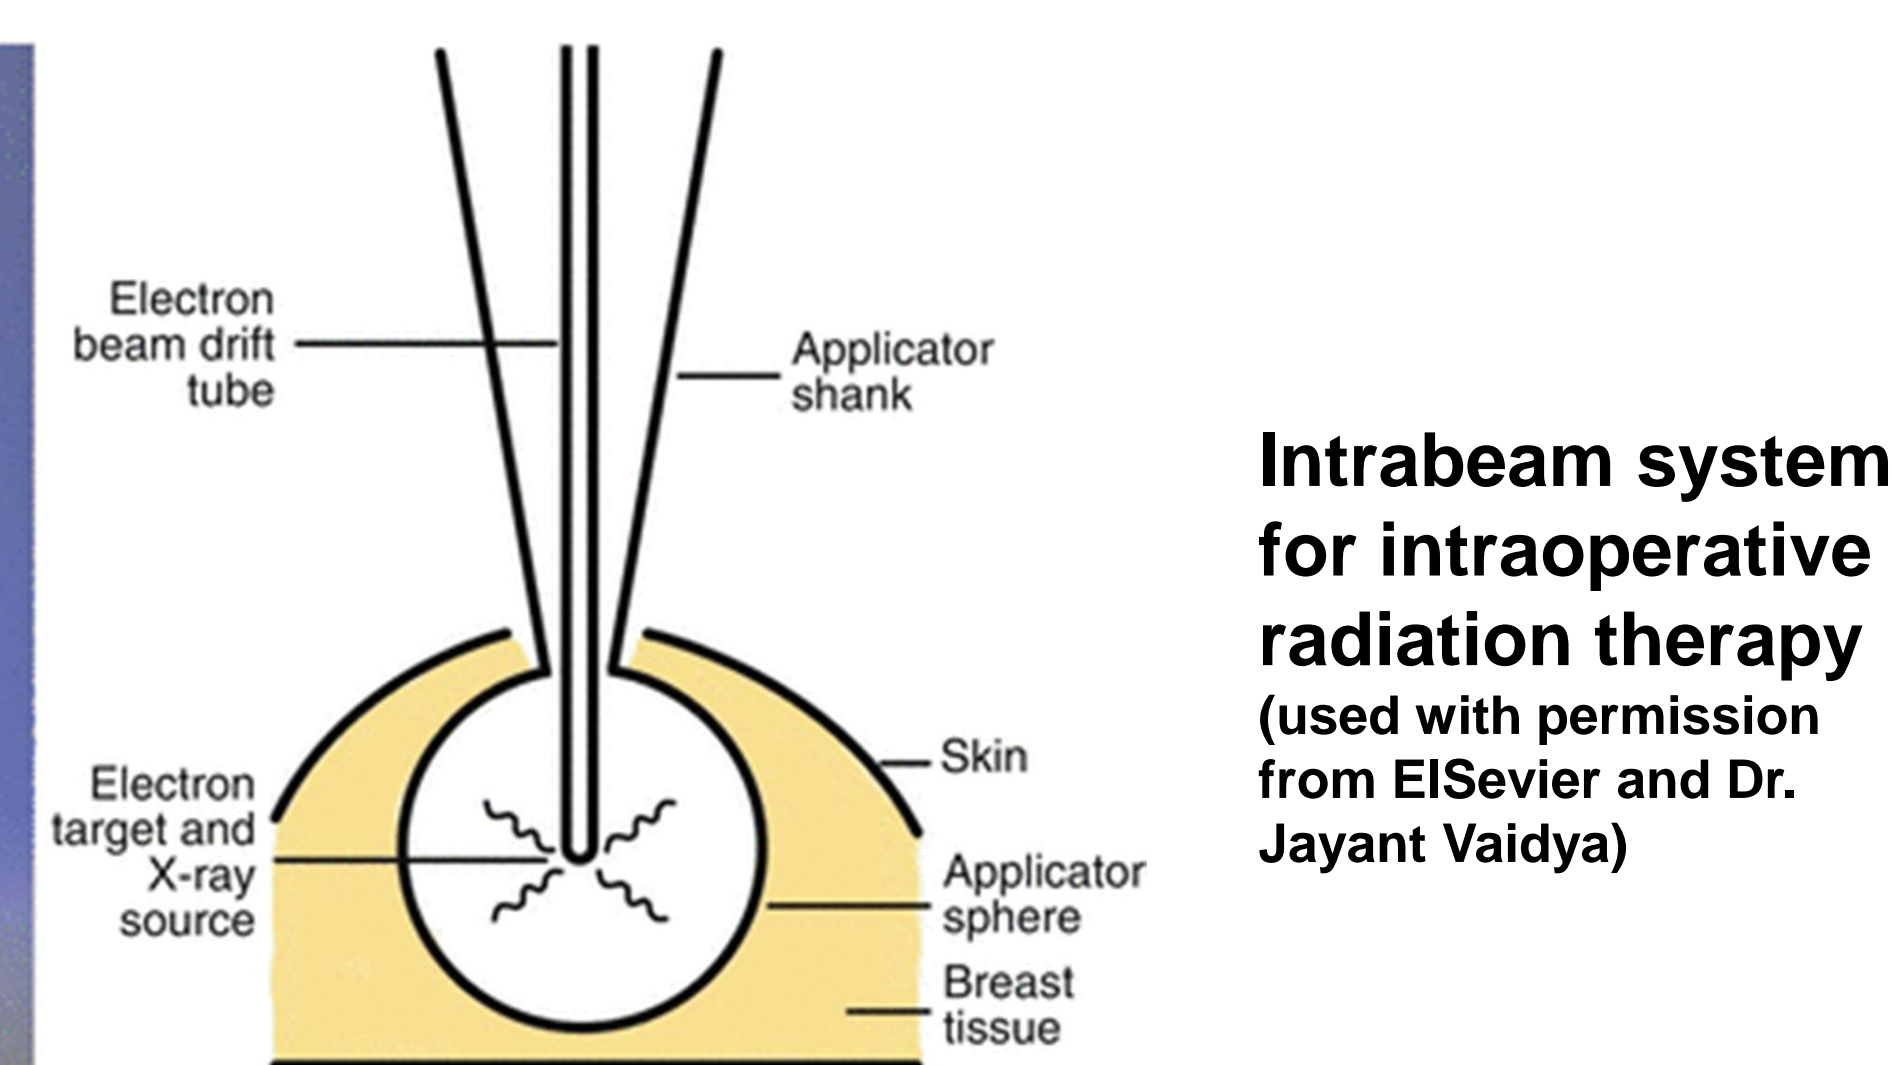 Electron
beam drift
tube
Applicator
shank
Electron
target and
X-ray
source
Skin
Applicator
sphere
Breast
tissue
Intrabeam system
for intraoperative
radiation therapy
(used with permission
from ElSevier and Dr.
Jayant Vaidya)